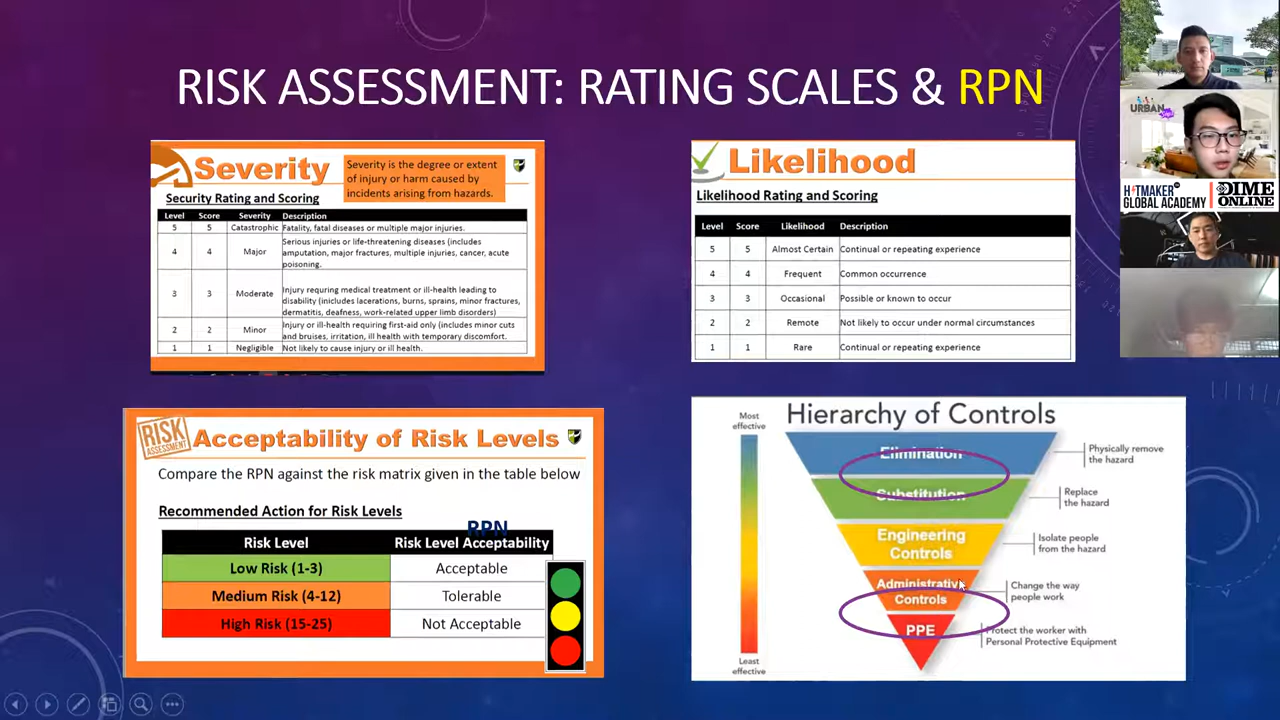 RISK ASSESSMENT: RATING SCALES & RPN
Severity
Severity is the degree or extent
of injury or harm caused by
incidents arising from hazards.
Security Rating and Scoring
Level Score Severity Description
5 5 Catastrophic Fatality, fatal diseases or multiple major injuries.
4 4 Major Serious injuries or life-threatening diseases (includes
amputation, major fractures, multiple injuries, cancer, acute
poisoning.
3 3 Moderate Injury requring medical treatment or ill-health leading to
disability (includes lacerations, burns, sprains, minor fractures,
dermatitis, deafness, work-related upper limb disorders)
2 2 Minor Injury or ill-health requiring first-aid only (includes minor cuts
and bruises, irritation, ill health with temporary discomfort.
1 1 Negligible Not likely to cause injury or ill health.
Likelihood
Likelihood Rating and Scoring
Level Score Likelihood Description
5 5 Almost Certain Continual or repeating experience
4 4 Frequent Common occurrence
3 3 Occasional Possible or known to occur
2 2 Remote Not likely to occur under normal circumstances
1 1 Rare Continual or repeating experience
RISK
ASSESSMENT
Acceptability of Risk Levels
Compare the RPN against the risk matrix given in the table below
Recommended Action for Risk Levels
RPN
Risk Level Risk Level Acceptability
Low Risk (1-3) Acceptable
Medium Risk (4-12) Tolerable
High Risk (15-25) Not Acceptable
Hierarchy of Controls
Most
effective
Elimination
Physically remove
the hazard
Substitution
Replace
the hazard
Engineering
Controls
Isolate people
from the hazard
Administrative
Controls
Change the way
people work
PPE
Protect the worker with
Personal Protective Equipment
Least
effective
URBAN
HITMAKER
GLOBAL ACADEMY
DIME
ONLINE